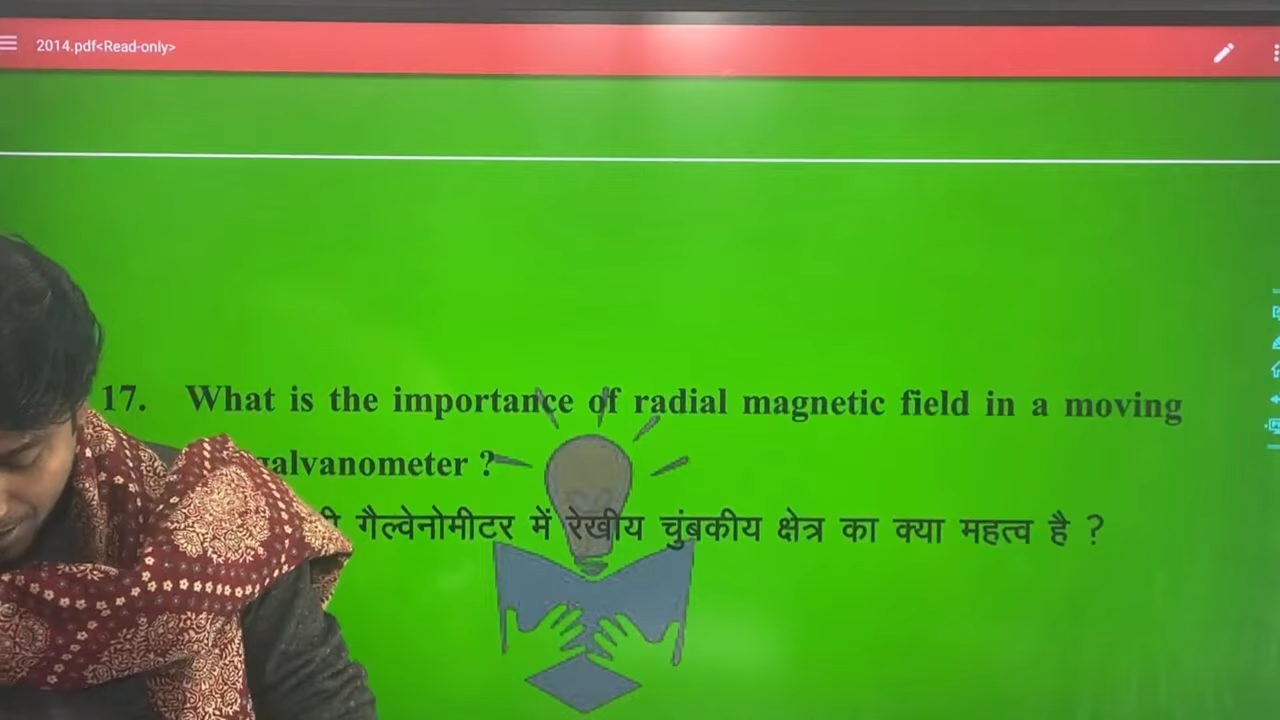 2014.pdf<Read-only>
17. What is the importance of radial magnetic field in a moving
galvanometer ?
गैल्वेनोमीटर में रेखीय चुंबकीय क्षेत्र का क्या महत्व है ?